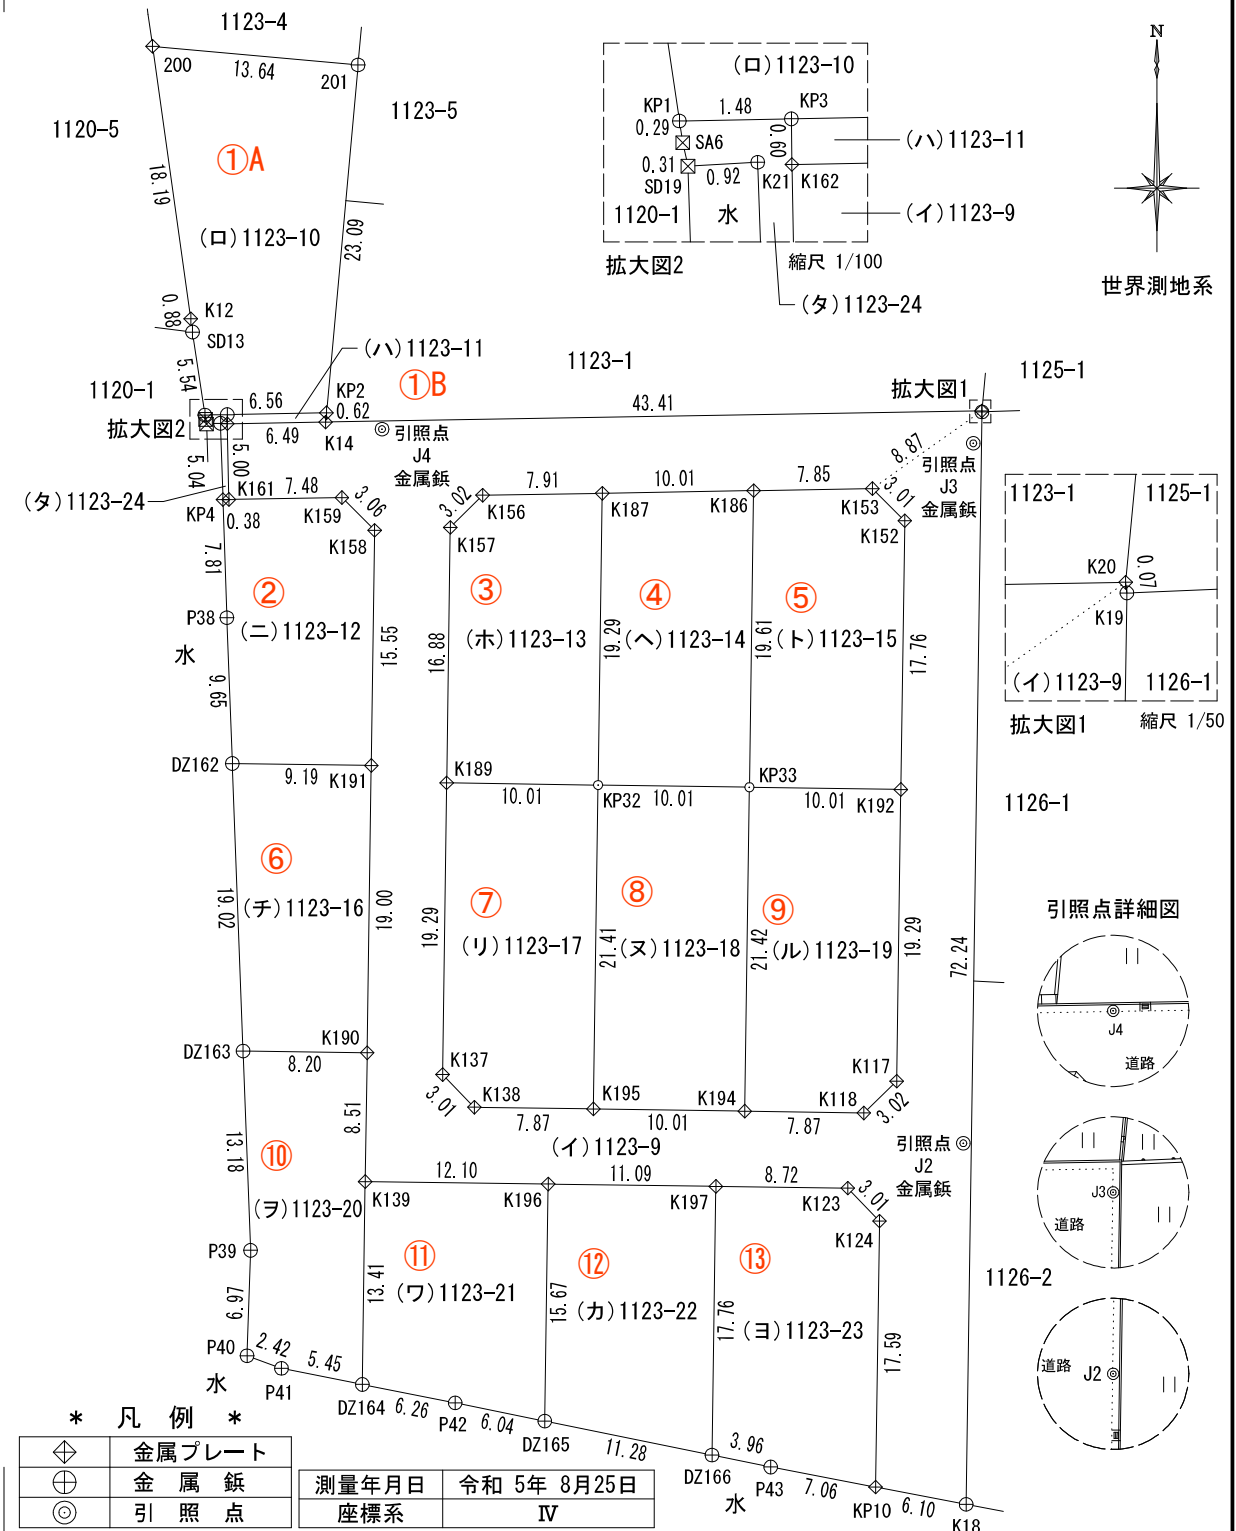 1123-4
200
13.64
201
1120-5
1123-5
①A
18.19
(ロ)1123-10
23.09
0.88
K12
SD13
5.54
(ハ)1123-11
1123-1
①B
1120-1
6.56
KP2
0.62
43.41
拡大図1
1125-1
拡大図2
6.49
K14
引照点
J4
金属鋲
8.87
引照点
J3
金属鋲
5.04
5.00
(タ)1123-24
K161
7.48
K159
3.06
KP4
0.38
K158
3.02
7.91
K156
K157
10.01
K187
7.85
K186
K153
3.01
K152
7.81
P38
水
②
(ニ)1123-12
15.55
③
(ホ)1123-13
16.88
④
(ヘ)1123-14
19.29
⑤
(ト)1123-15
19.61
17.76
9.65
DZ162
9.19
K191
K189
10.01
KP32
10.01
KP33
10.01
K192
1126-1
⑥
(チ)1123-16
19.02
19.00
⑦
(リ)1123-17
19.29
⑧
(ヌ)1123-18
21.41
⑨
(ル)1123-19
21.42
19.29
72.24
DZ163
8.20
K190
K137
3.01
K138
7.87
K195
10.01
K194
7.87
K118
K117
3.02
8.51
(イ)1123-9
引照点
J2
金属鋲
13.18
⑩
(ヲ)1123-20
12.10
K139
K196
11.09
K197
8.72
K123
3.01
K124
P39
6.97
⑪
(ワ)1123-21
13.41
⑫
(カ)1123-22
15.67
⑬
(ヨ)1123-23
17.76
17.59
1126-2
P40
2.42
P41
5.45
水
DZ164
6.26
P42
6.04
DZ165
11.28
DZ166
3.96
P43
水
7.06
KP10
6.10
K18
(ロ)1123-10
KP1
1.48
KP3
0.29
SA6
0.60
(ハ)1123-11
0.31
SD19
0.92
K21
K162
1120-1
水
(イ)1123-9
拡大図2
縮尺 1/100
(タ)1123-24
N
世界測地系
1123-1
1125-1
K20
0.07
K19
(イ)1123-9
1126-1
拡大図1
縮尺 1/50
引照点詳細図
J4
道路
J3
道路
道路
J2
* 凡 例 *
金属プレート
金 属 鋲
引 照 点
測量年月日 令和 5年 8月25日
座標系 Ⅳ